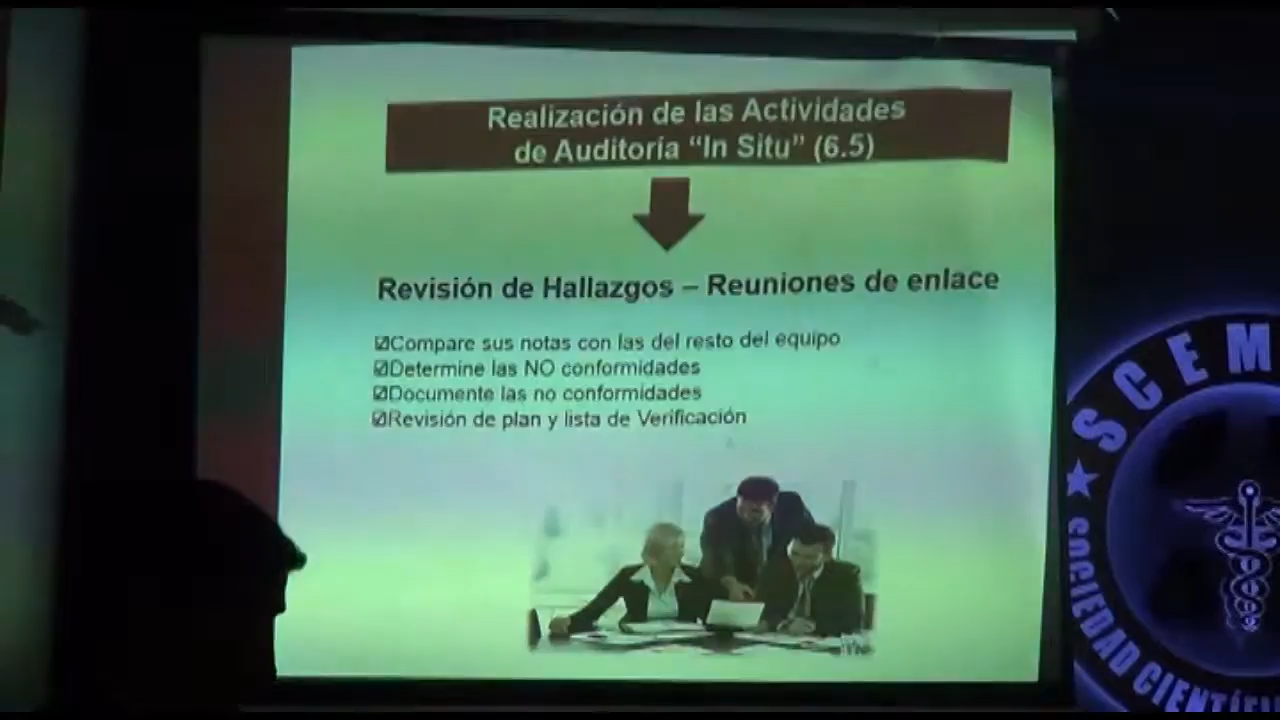 Realización de las Actividades
de Auditoría “In Situ” (6.5)
Revisión de Hallazgos – Reuniones de enlace
☑Compare sus notas con las del resto del equipo
☑Determine las NO conformidades
☑Documente las no conformidades
☑Revisión de plan y lista de Verificación
SCEM
SOCIEDAD CIENTÍFI